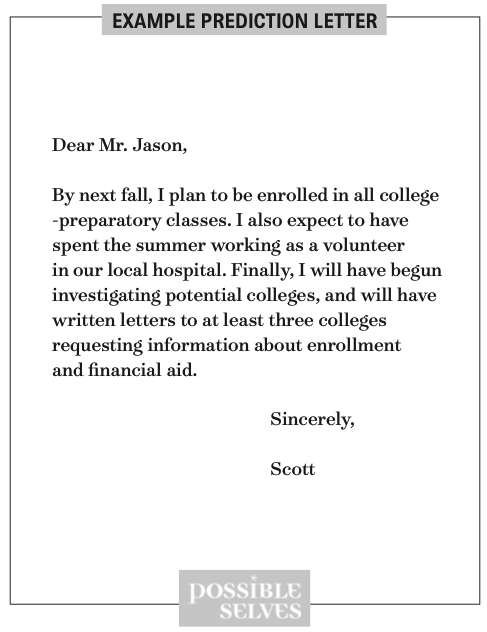 EXAMPLE PREDICTION LETTER
Dear Mr. Jason,
By next fall, I plan to be enrolled in all college
-preparatory classes. I also expect to have
spent the summer working as a volunteer
in our local hospital. Finally, I will have begun
investigating potential colleges, and will have
written letters to at least three colleges
requesting information about enrollment
and financial aid.
Sincerely,
Scott
POSSIBLE
SELVES